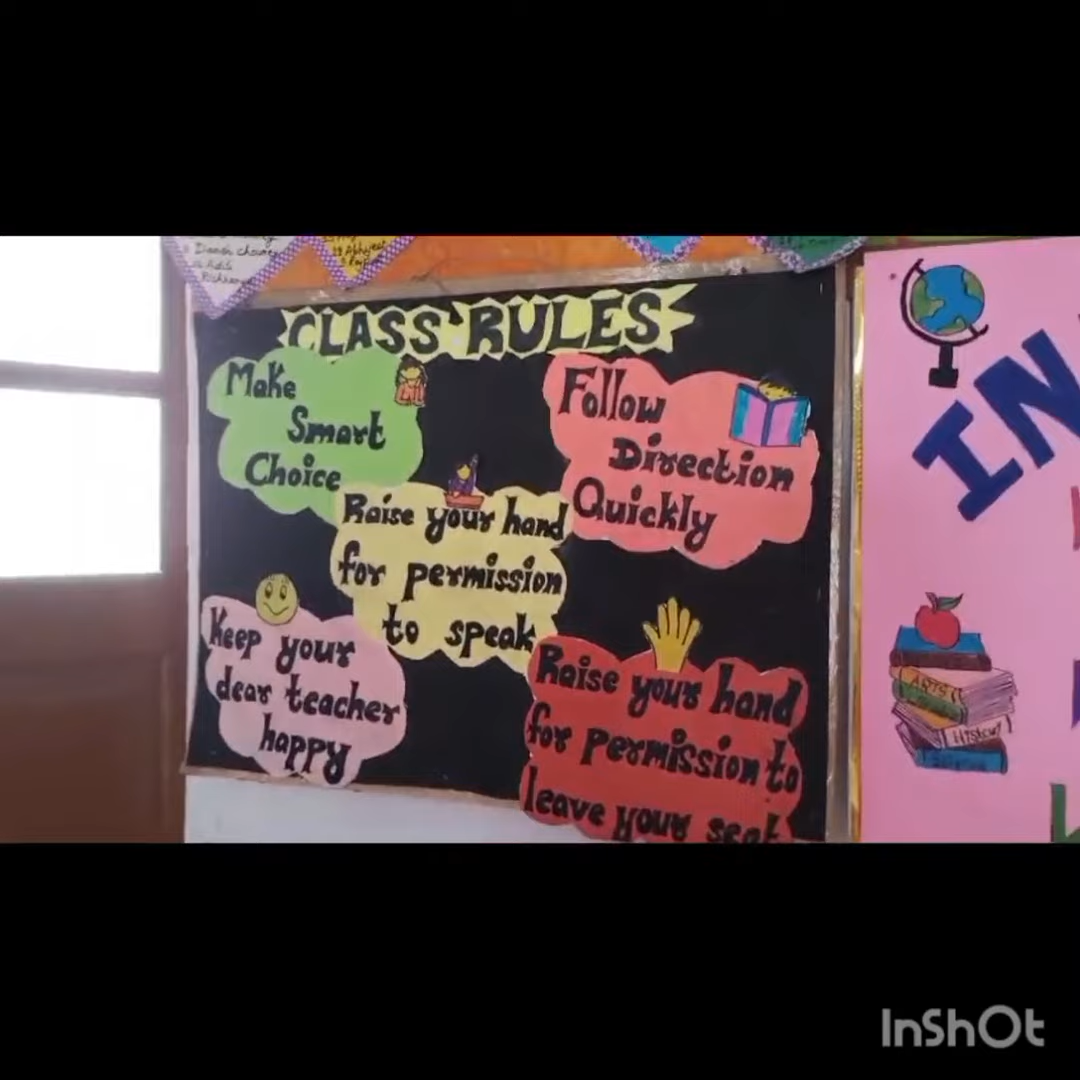 CLASS RULES
Make
Smart
Choice
Follow
Direction
Quickly
Raise your hand
for permission
to speak
Keep your
dear teacher
happy
Raise your hand
for permission to
leave your seat
Abhijeet
IN
ARTS
HISTORY
InShOt